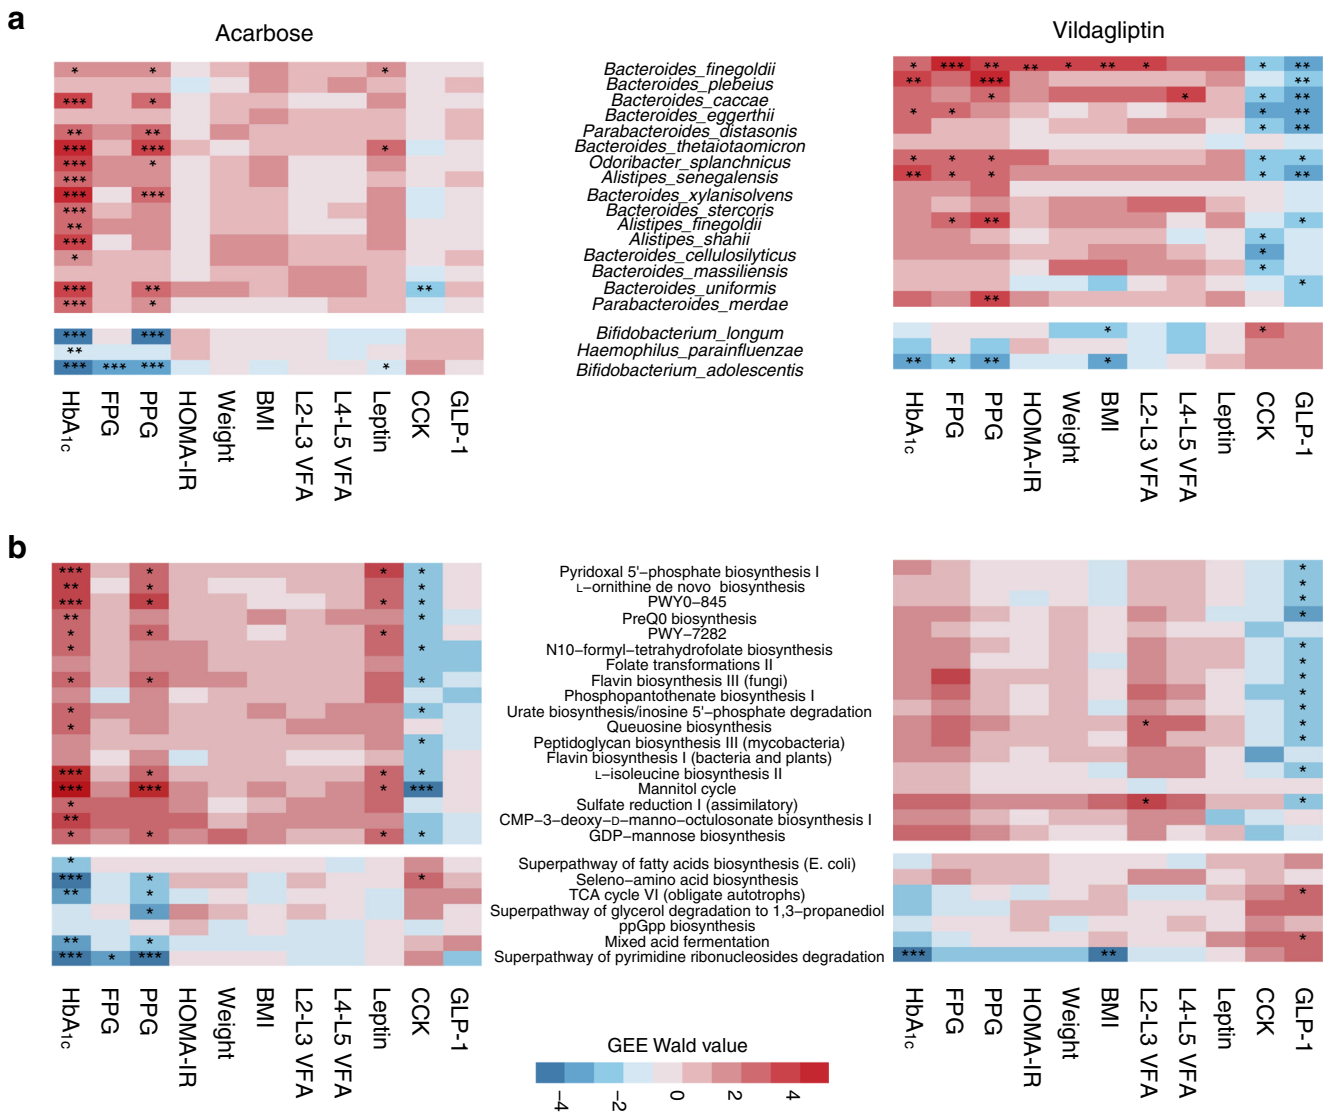 a
Acarbose
Vildagliptin
* * *
Bacteroides_finegoldii
* *** ** ** * ** * * **
Bacteroides_plebeius
** *** **
*** *
Bacteroides_caccae
* * * **
Bacteroides_eggerthii
* * * **
** **
Parabacteroides_distasonis
* **
*** *** *
Bacteroides_thetaiotaomicron
*** *
Odoribacter_splanchnicus
* * * * *
***
Alistipes_senegalensis
** * * * **
*** ***
Bacteroides_xylanisolvens
***
Bacteroides_stercoris
**
Alistipes_finegoldii
* ** *
***
Alistipes_shahii
*
*
Bacteroides_cellulosilyticus
*
Bacteroides_massiliensis
*
*** ** **
Bacteroides_uniformis
*
*** *
Parabacteroides_merdae
**
*** ***
Bifidobacterium_longum
* *
**
Haemophilus_parainfluenzae
*** *** *** *
Bifidobacterium_adolescentis
** * ** *
HbA1c FPG PPG HOMA-IR Weight BMI L2-L3 VFA L4-L5 VFA Leptin CCK GLP-1
HbA1c FPG PPG HOMA-IR Weight BMI L2-L3 VFA L4-L5 VFA Leptin CCK GLP-1
b
*** * * *
Pyridoxal 5'−phosphate biosynthesis I
*
** * *
L−ornithine de novo biosynthesis
*
*** * * *
PWY0−845
*
** *
PreQ0 biosynthesis
*
* * *
PWY−7282
* *
N10−formyl−tetrahydrofolate biosynthesis
*
Folate transformations II
*
* * *
Flavin biosynthesis III (fungi)
*
Phosphopantothenate biosynthesis I
*
* *
Urate biosynthesis/inosine 5'−phosphate degradation
*
*
Queuosine biosynthesis
* *
*
Peptidoglycan biosynthesis III (mycobacteria)
*
Flavin biosynthesis I (bacteria and plants)
*** * * *
L−isoleucine biosynthesis II
*
*** *** * ***
Mannitol cycle
*
Sulfate reduction I (assimilatory)
* *
**
CMP−3−deoxy−D−manno−octulosonate biosynthesis I
* * * *
GDP−mannose biosynthesis
*
Superpathway of fatty acids biosynthesis (E. coli)
*** * *
Seleno−amino acid biosynthesis
** *
TCA cycle VI (obligate autotrophs)
*
*
Superpathway of glycerol degradation to 1,3−propanediol
ppGpp biosynthesis
** *
Mixed acid fermentation
*
*** * ***
Superpathway of pyrimidine ribonucleosides degradation
*** **
HbA1c FPG PPG HOMA-IR Weight BMI L2-L3 VFA L4-L5 VFA Leptin CCK GLP-1
HbA1c FPG PPG HOMA-IR Weight BMI L2-L3 VFA L4-L5 VFA Leptin CCK GLP-1
GEE Wald value
−4 −2 0 2 4